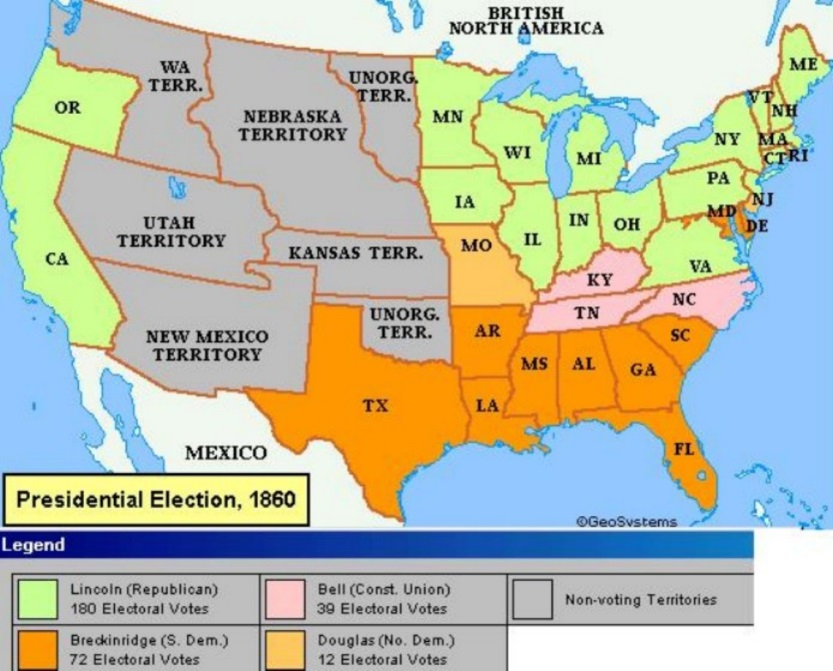 BRITISH
NORTH AMERICA
ME
WA
TERR.
UNORG.
TERR.
VT
NH
OR
NEBRASKA
TERRITORY
MN
NY
MA
WI
MI
CT
RI
PA
IA
NJ
MD
UTAH
TERRITORY
IN
OH
DE
MO
IL
KANSAS TERR.
CA
VA
KY
NC
UNORG.
TERR.
TN
NEW MEXICO
TERRITORY
AR
SC
MS
AL
GA
TX
LA
MEXICO
FL
Presidential Election, 1860
©GeoSystems
Legend
Lincoln (Republican)
180 Electoral Votes
Bell (Const. Union)
39 Electoral Votes
Non-voting Territories
Breckinridge (S. Dem.)
72 Electoral Votes
Douglas (No. Dem.)
12 Electoral Votes